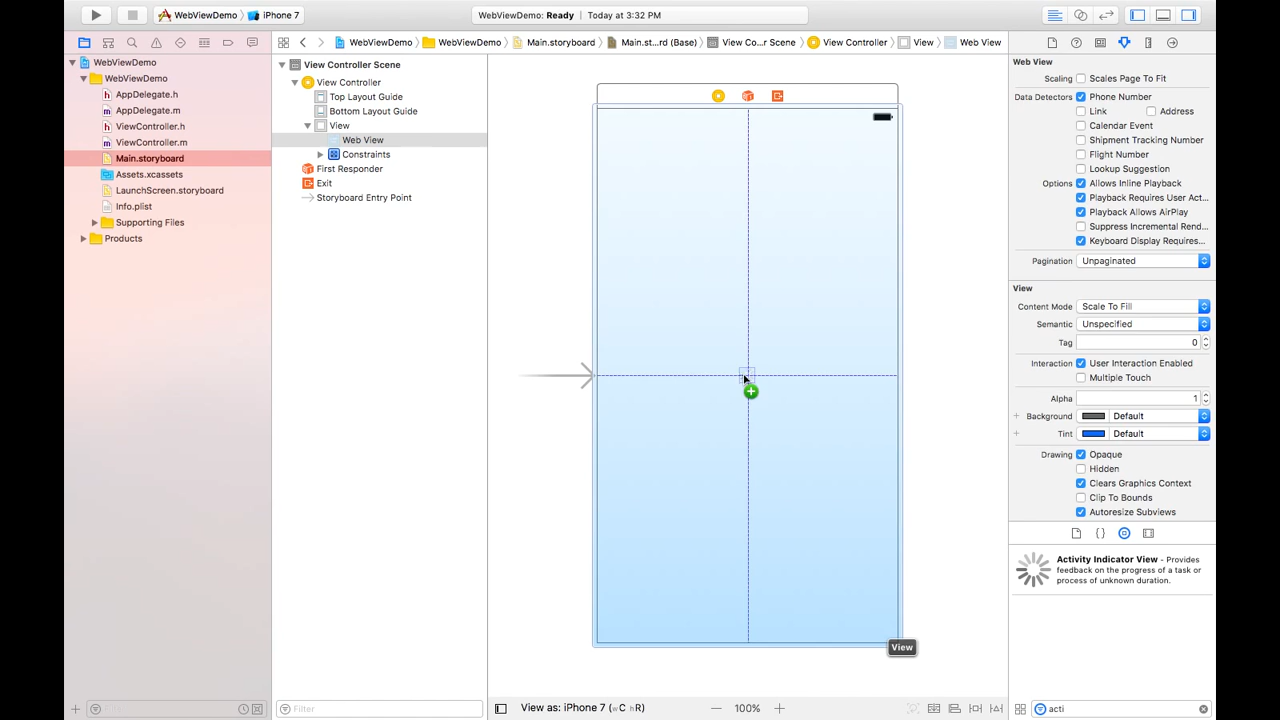 WebViewDemo
iPhone 7
WebViewDemo: Ready
Today at 3:32 PM
WebViewDemo
WebViewDemo
Main.storyboard
Main.st...rd (Base)
View Co...r Scene
View Controller
View
Web View
WebViewDemo
WebViewDemo
AppDelegate.h
AppDelegate.m
ViewController.h
ViewController.m
Main.storyboard
Assets.xcassets
LaunchScreen.storyboard
Info.plist
Supporting Files
Products
Filter
View Controller Scene
View Controller
Top Layout Guide
Bottom Layout Guide
View
Web View
Constraints
First Responder
Exit
Storyboard Entry Point
Filter
View
View as: iPhone 7 (wC hR)
100%
Web View
Scaling Scales Page To Fit
Data Detectors Phone Number
Link Address
Calendar Event
Shipment Tracking Number
Flight Number
Lookup Suggestion
Options Allows Inline Playback
Playback Requires User Act...
Playback Allows AirPlay
Suppress Incremental Rend...
Keyboard Display Requires...
Pagination Unpaginated
View
Content Mode Scale To Fill
Semantic Unspecified
Tag 0
Interaction User Interaction Enabled
Multiple Touch
Alpha 1
Background Default
Tint Default
Drawing Opaque
Hidden
Clears Graphics Context
Clip To Bounds
Autoresize Subviews
Activity Indicator View - Provides
feedback on the progress of a task or
process of unknown duration.
acti